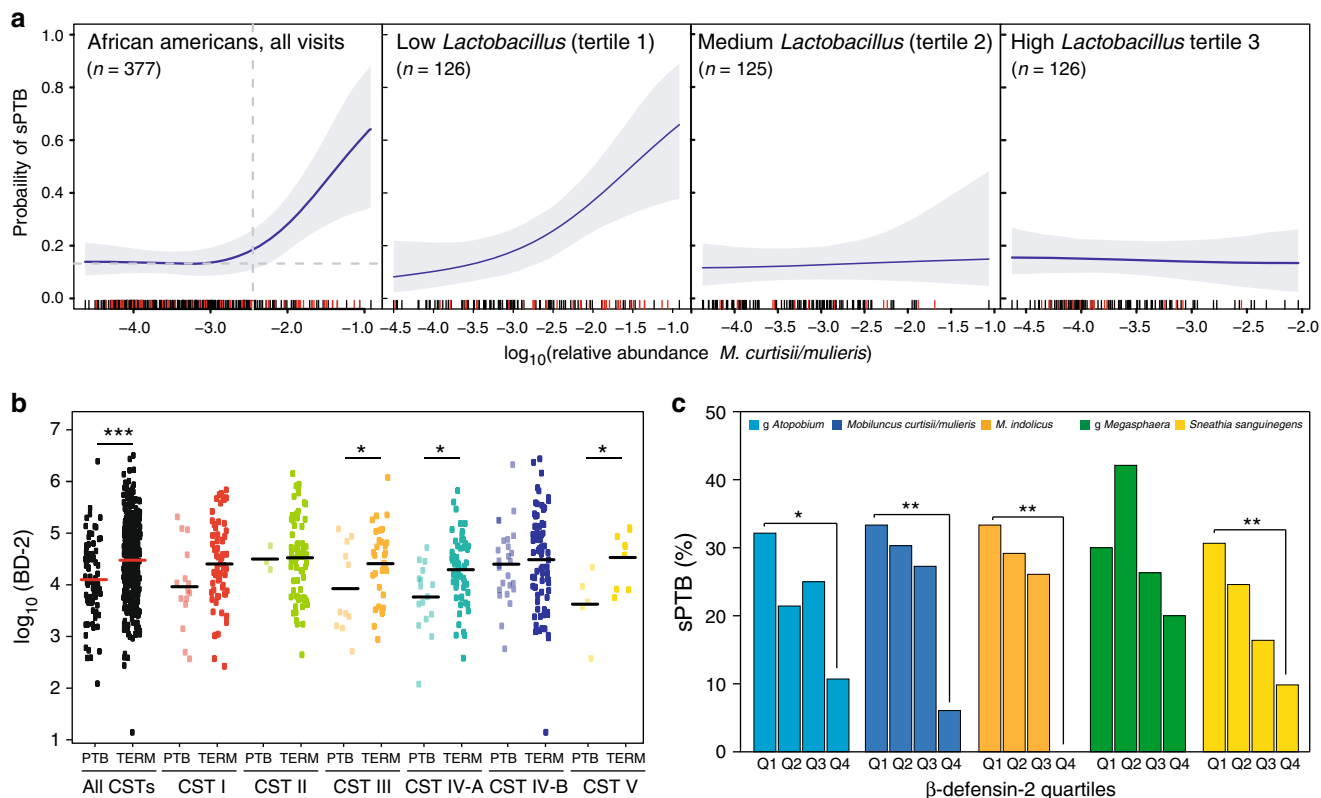 a
African americans, all visits
(n = 377)
Low Lactobacillus (tertile 1)
(n = 126)
Medium Lactobacillus (tertile 2)
(n = 125)
High Lactobacillus tertile 3
(n = 126)
Probaility of sPTB
1.0
0.8
0.6
0.4
0.2
0.0
−4.0 −3.0 −2.0 −1.0
−4.5 −3.5 −2.5 −1.5
−4.0 −3.5 −3.0 −2.5 −2.0 −1.5 −1.0
−4.5 −4.0 −3.5 −3.0 −2.5 −2.0
log10(relative abundance M. curtisii/mulieris)
b
log10 (BD-2)
7
6
5
4
3
2
1
*** * * *
PTB TERM PTB TERM PTB TERM PTB TERM PTB TERM PTB TERM PTB TERM
All CSTs CST I CST II CST III CST IV-A CST IV-B CST V
c
sPTB (%)
50
40
30
20
10
0
g Atopobium Mobiluncus curtisii/mulieris M. indolicus g Megasphaera Sneathia sanguinegens
* ** ** **
Q1 Q2 Q3 Q4 Q1 Q2 Q3 Q4 Q1 Q2 Q3 Q4 Q1 Q2 Q3 Q4 Q1 Q2 Q3 Q4
β-defensin-2 quartiles